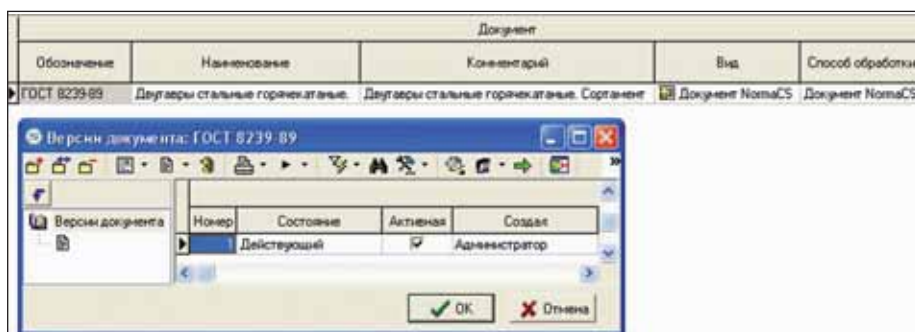 Документ
Обозначение Наименование Комментарий Вид Способ обработки
ГОСТ 8239-89 Двутавры стальные горячекатаные. Двутавры стальные горячекатаные. Сортамент Документ NormaCS Документ NormaCS
Версии документа: ГОСТ 8239-89
Версии документа Номер Состояние Активная Создал
1 Действующий Администратор
OK Отмена